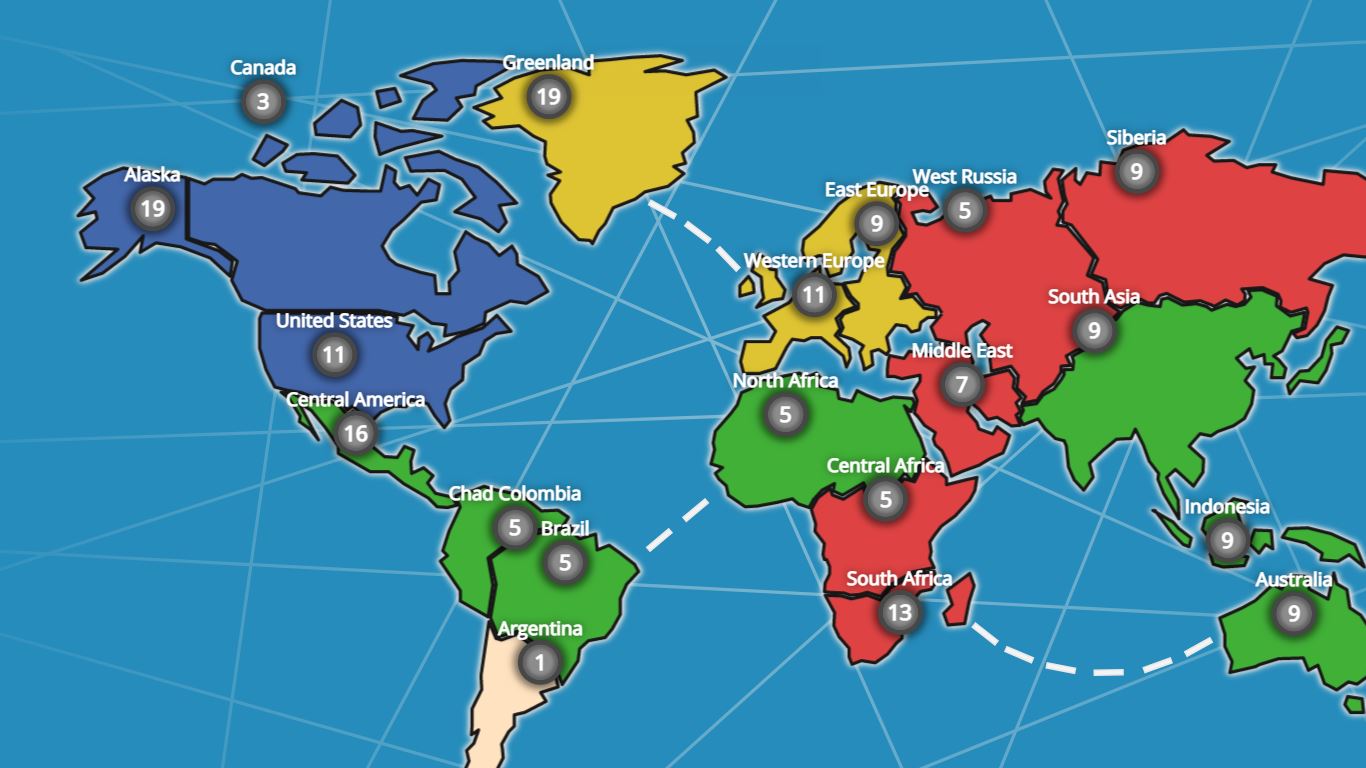 Greenland
19
Canada
3
Siberia
9
Alaska
19
West Russia
5
East Europe
9
Western Europe
11
South Asia
9
United States
11
Middle East
7
North Africa
5
Central America
16
Central Africa
5
Chad Colombia
5
Brazil
5
Indonesia
9
South Africa
13
Australia
9
Argentina
1